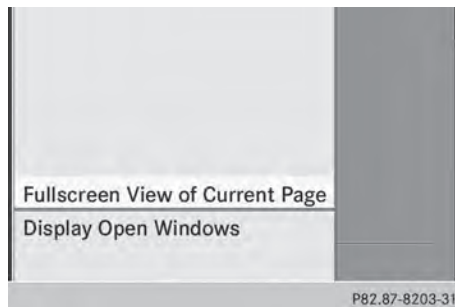 Fullscreen View of Current Page
Display Open Windows
P82.87-8203-31